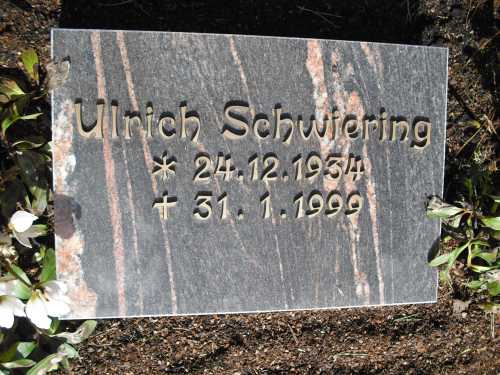 Ulrich Schwiering
* 24.12.1934
+ 31. 1.1999